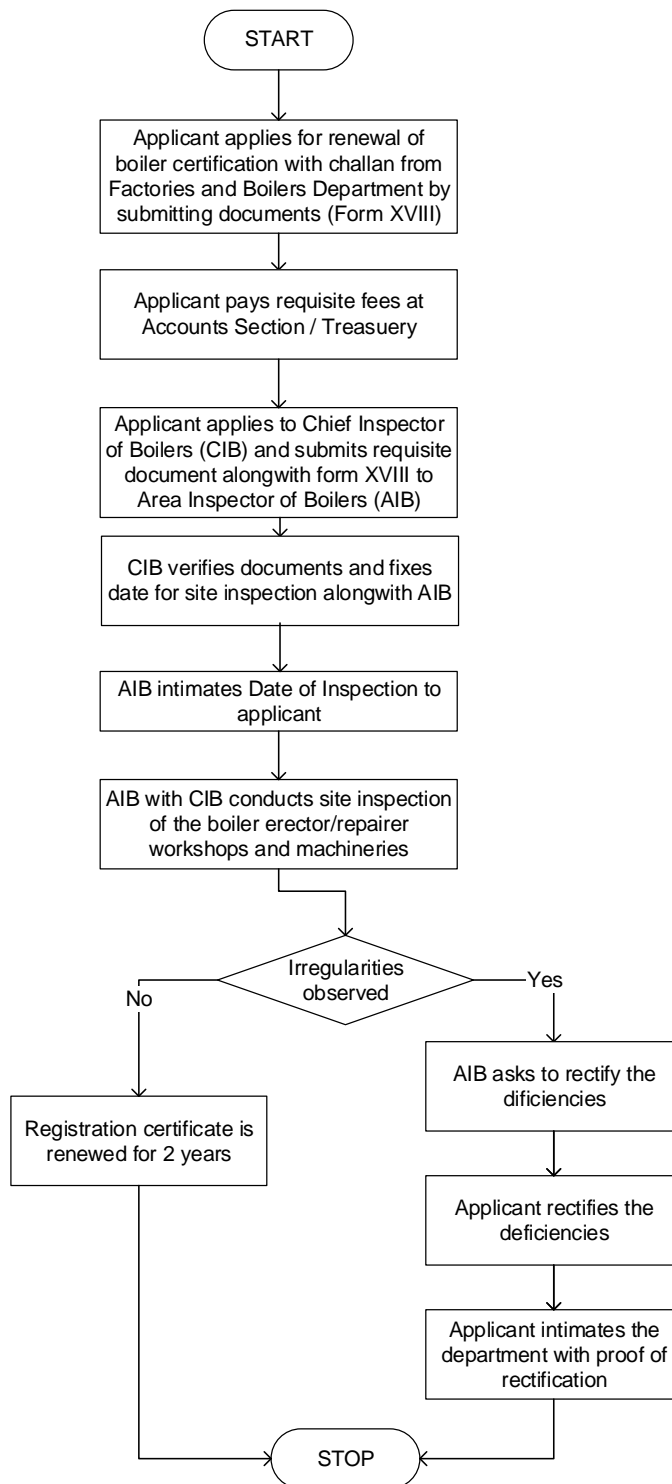 START
Applicant applies for renewal of
boiler certification with challan from
Factories and Boilers Department by
submitting documents (Form XVIII)
Applicant pays requisite fees at
Accounts Section / Treasuery
Applicant applies to Chief Inspector
of Boilers (CIB) and submits requisite
document alongwith form XVIII to
Area Inspector of Boilers (AIB)
CIB verifies documents and fixes
date for site inspection alongwith AIB
AIB intimates Date of Inspection to
applicant
AIB with CIB conducts site inspection
of the boiler erector/repairer
workshops and machineries
Irregularities
observed
No
Yes
Registration certificate is
renewed for 2 years
AIB asks to rectify the
dificiencies
Applicant rectifies the
deficiencies
Applicant intimates the
department with proof of
rectification
STOP